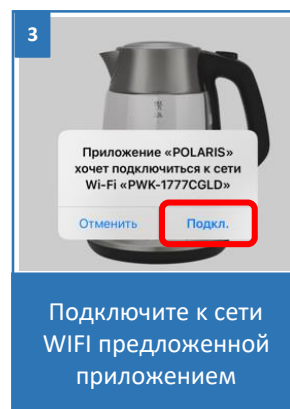 3
Приложение «POLARIS»
хочет подключиться к сети
Wi-Fi «PWK-1777CGLD»
Отменить
Подкл.
Подключите к сети
WIFI предложенной
приложением